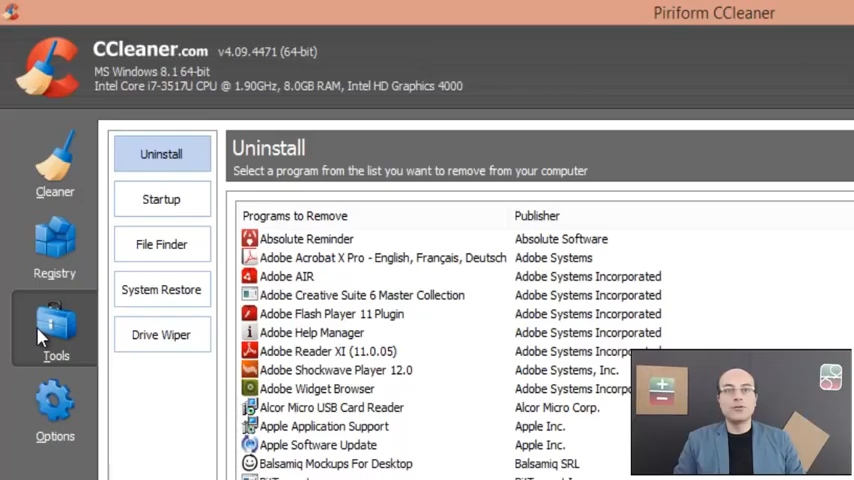 Piriform CCleaner
CCleaner.com v4.09.4471 (64-bit)
MS Windows 8.1 64-bit
Intel Core i7-3517U CPU @ 1.90GHz, 8.0GB RAM, Intel HD Graphics 4000
Cleaner
Registry
Tools
Options
Uninstall
Startup
File Finder
System Restore
Drive Wiper
Uninstall
Select a program from the list you want to remove from your computer
Programs to Remove Publisher
Absolute Reminder Absolute Software
Adobe Acrobat X Pro - English, Français, Deutsch Adobe Systems
Adobe AIR Adobe Systems Incorporated
Adobe Creative Suite 6 Master Collection Adobe Systems Incorporated
Adobe Flash Player 11 Plugin Adobe Systems Incorporated
Adobe Help Manager Adobe Systems Incorporated
Adobe Reader XI (11.0.05) Adobe Systems
Adobe Shockwave Player 12.0 Adobe Systems, Inc.
Adobe Widget Browser Adobe Systems
Alcor Micro USB Card Reader Alcor Micro Corp.
Apple Application Support Apple Inc.
Apple Software Update Apple Inc.
Balsamiq Mockups For Desktop Balsamiq SRL